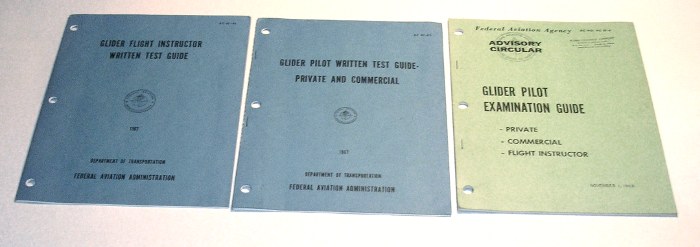 GLIDER FLIGHT INSTRUCTOR
WRITTEN TEST GUIDE
1967
DEPARTMENT OF TRANSPORTATION
FEDERAL AVIATION ADMINISTRATION
GLIDER PILOT WRITTEN TEST GUIDE-
PRIVATE AND COMMERCIAL
1967
DEPARTMENT OF TRANSPORTATION
FEDERAL AVIATION ADMINISTRATION
Federal Aviation Agency
ADVISORY
CIRCULAR
GLIDER PILOT
EXAMINATION GUIDE
- PRIVATE
- COMMERCIAL
- FLIGHT INSTRUCTOR
NOVEMBER 1,